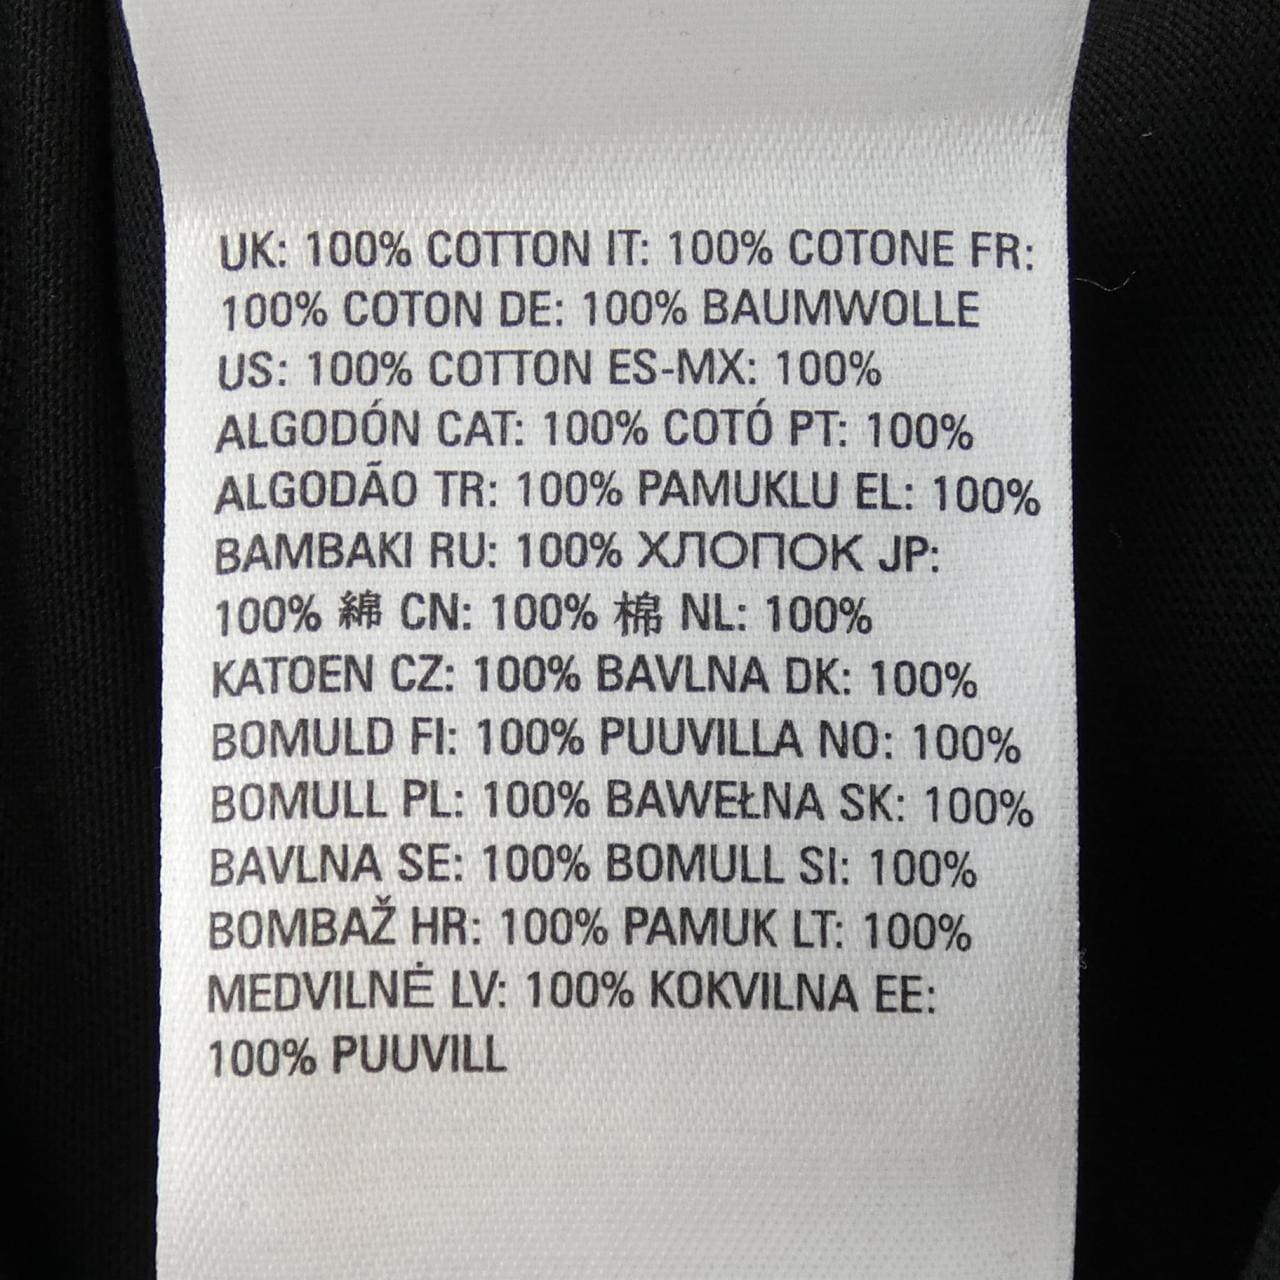 UK: 100% COTTON IT: 100% COTONE FR:
100% COTON DE: 100% BAUMWOLLE
US: 100% COTTON ES-MX: 100%
ALGODÓN CAT: 100% COTÓ PT: 100%
ALGODÃO TR: 100% PAMUKLU EL: 100%
BAMBAKI RU: 100% ХЛОПОК JP:
100% 綿 CN: 100% 棉 NL: 100%
KATOEN CZ: 100% BAVLNA DK: 100%
BOMULD FI: 100% PUUVILLA NO: 100%
BOMULL PL: 100% BAWEŁNA SK: 100%
BAVLNA SE: 100% BOMULL SI: 100%
BOMBAŽ HR: 100% PAMUK LT: 100%
MEDVILNĖ LV: 100% KOKVILNA EE:
100% PUUVILL